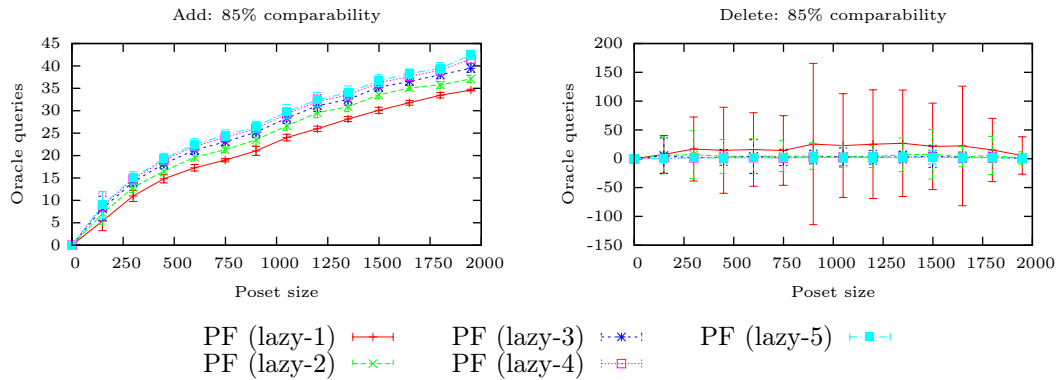 Add: 85% comparability
Oracle queries
45
40
35
30
25
20
15
10
5
0
0 250 500 750 1000 1250 1500 1750 2000
Poset size
Delete: 85% comparability
Oracle queries
200
150
100
50
0
-50
-100
-150
0 250 500 750 1000 1250 1500 1750 2000
Poset size
PF (lazy-1) PF (lazy-3) PF (lazy-5)
PF (lazy-2) PF (lazy-4)